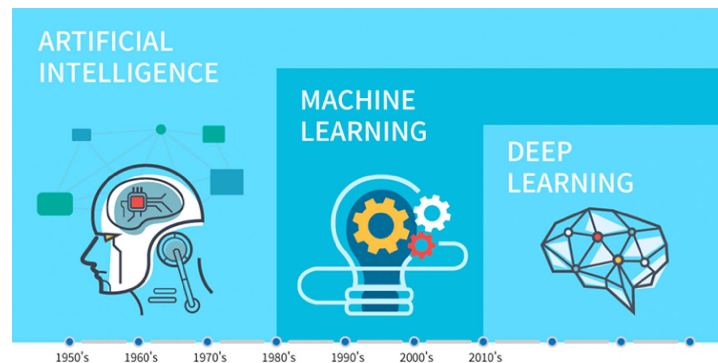 ARTIFICIAL
INTELLIGENCE
MACHINE
LEARNING
DEEP
LEARNING
1950's 1960's 1970's 1980's 1990's 2000's 2010's